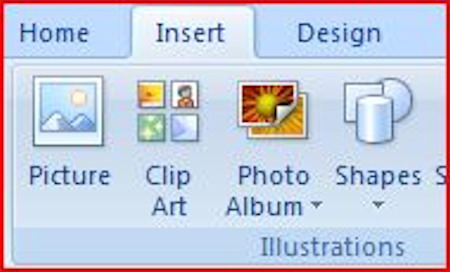 Home Insert Design
Picture Clip Photo Shapes S
Art Album
Illustrations